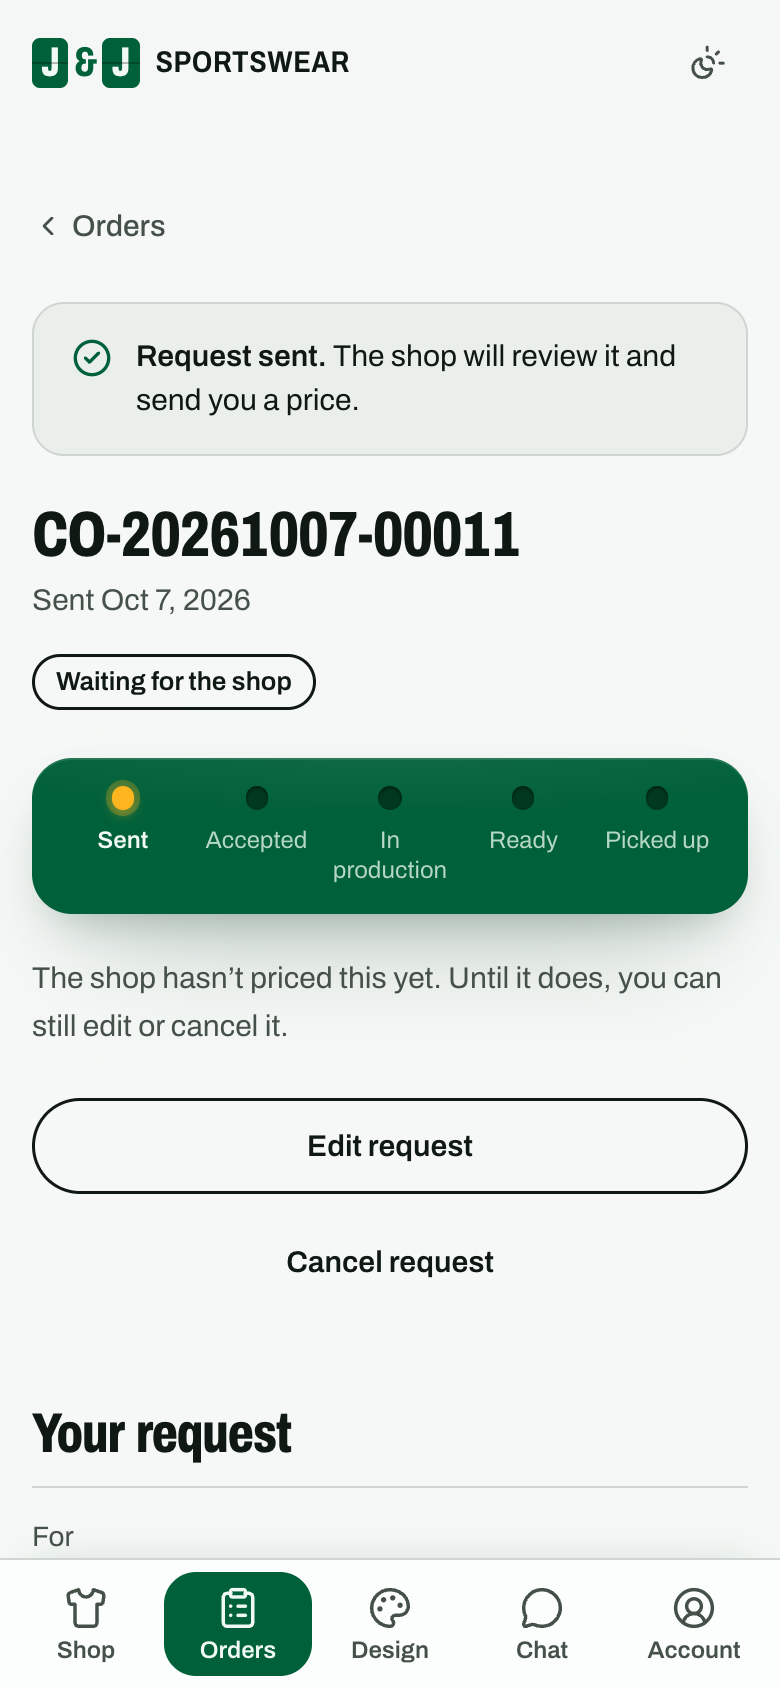 J & J SPORTSWEAR
Orders
Request sent. The shop will review it and
send you a price.
CO-20261007-00011
Sent Oct 7, 2026
Waiting for the shop
Sent Accepted In production Ready Picked up
The shop hasn’t priced this yet. Until it does, you can
still edit or cancel it.
Edit request
Cancel request
Your request
For
Shop Orders Design Chat Account